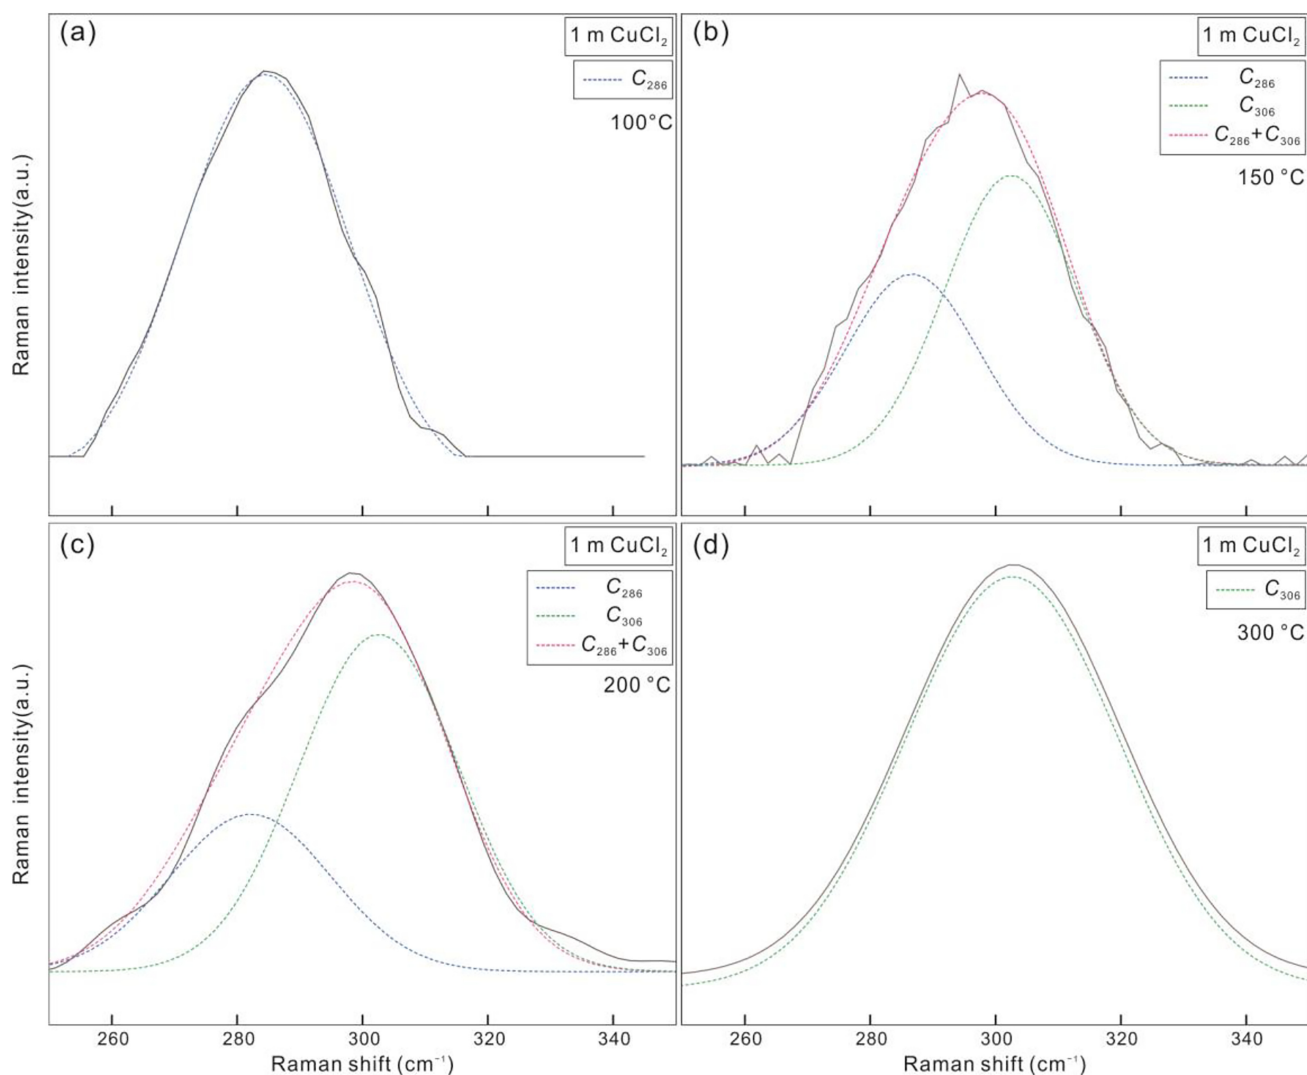 (a)
1 m CuCl₂
C₂₈₆
100°C
Raman intensity(a.u.)
(b)
1 m CuCl₂
C₂₈₆
C₃₀₆
C₂₈₆+C₃₀₆
150 °C
(c)
1 m CuCl₂
C₂₈₆
C₃₀₆
C₂₈₆+C₃₀₆
200 °C
Raman intensity(a.u.)
260 280 300 320 340
Raman shift (cm⁻¹)
(d)
1 m CuCl₂
C₃₀₆
300 °C
260 280 300 320 340
Raman shift (cm⁻¹)